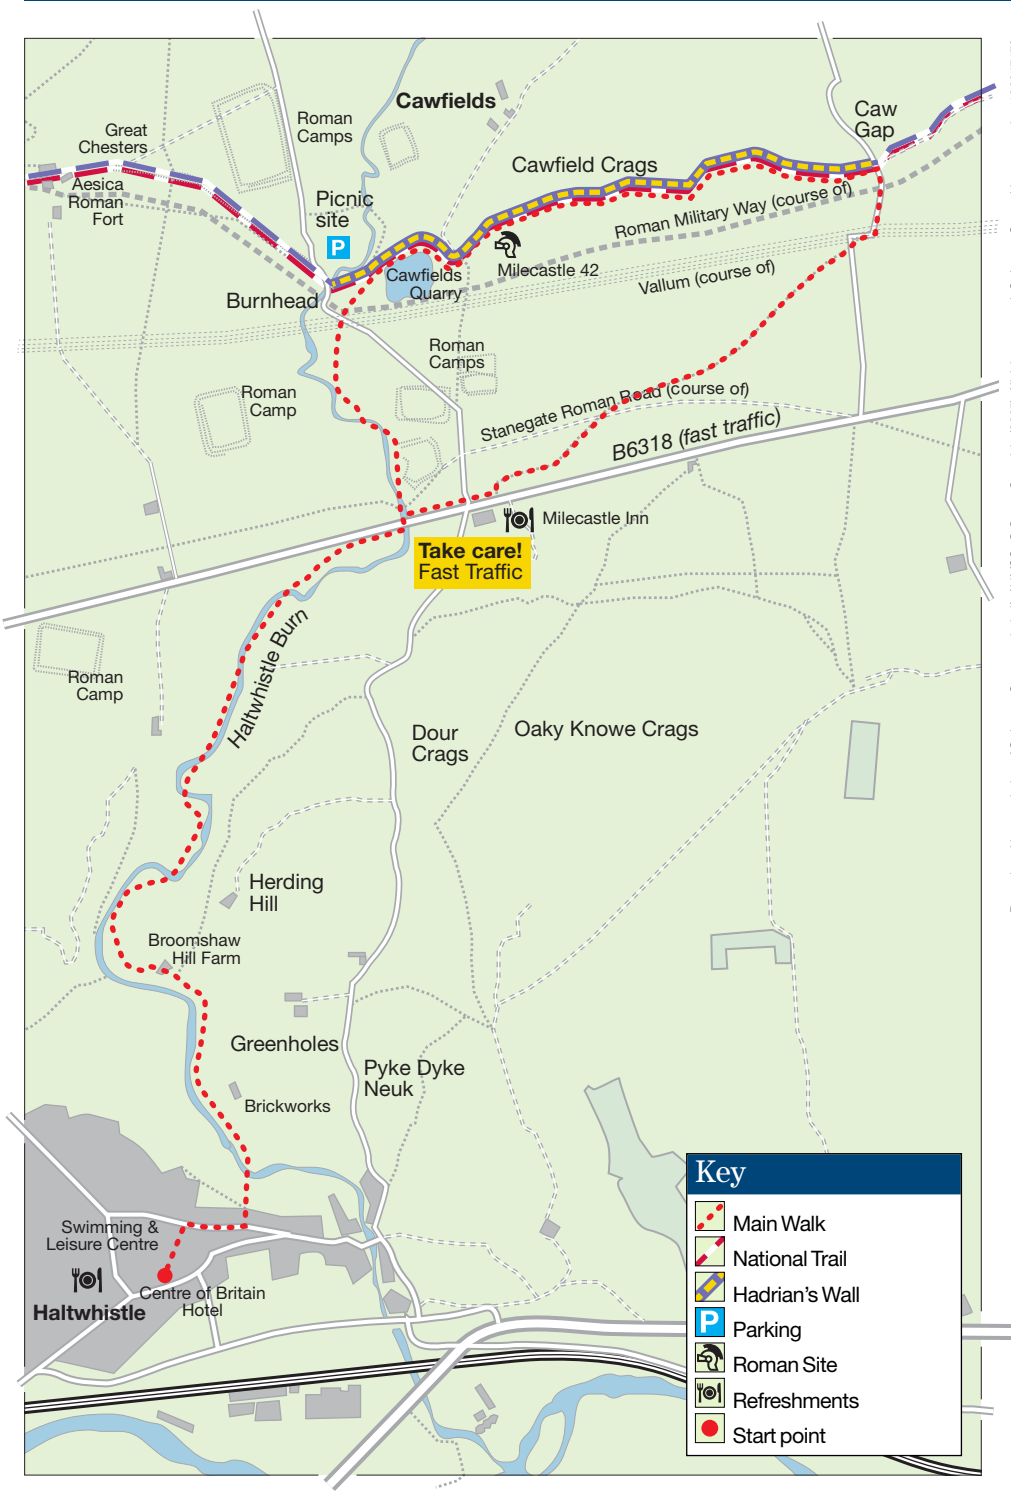 Cawfields
Caw
Gap
Roman
Camps
Great
Chesters
Cawfield Crags
Aesica
Roman
Fort
Picnic
site
P
Roman Military Way (course of)
Milecastle 42
Cawfields
Quarry
Vallum (course of)
Burnhead
Roman
Camps
Roman
Camp
Stanegate Roman Road (course of)
B6318 (fast traffic)
Milecastle Inn
Take care!
Fast Traffic
Haltwhistle Burn
Roman
Camp
Dour
Crags
Oaky Knowe Crags
Herding
Hill
Broomshaw
Hill Farm
Greenholes
Pyke Dyke
Neuk
Brickworks
Swimming &
Leisure Centre
Centre of Britain
Hotel
Haltwhistle
Key
Main Walk
National Trail
Hadrian's Wall
P Parking
Roman Site
Refreshments
Start point